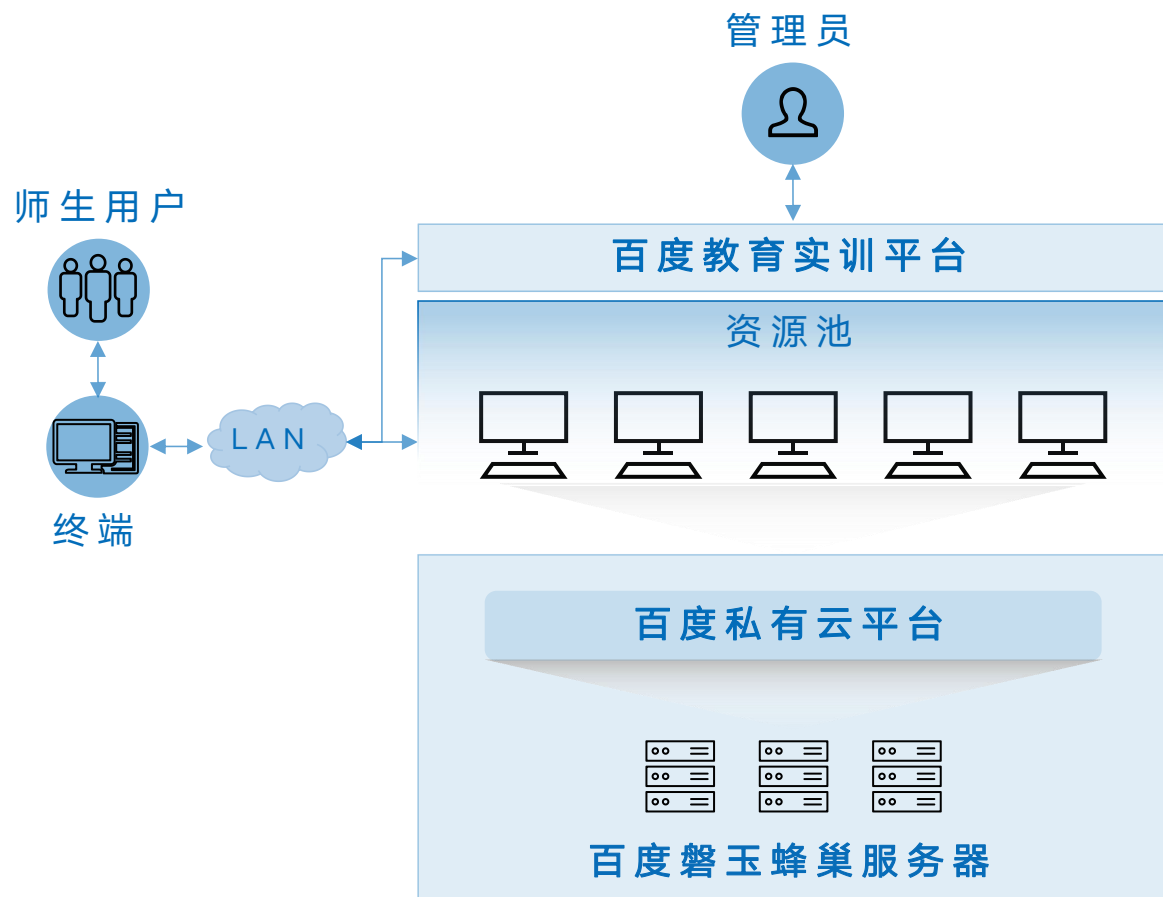 管理员
师生用户
百度教育实训平台
资源池
LAN
终端
百度私有云平台
百度磐玉蜂巢服务器